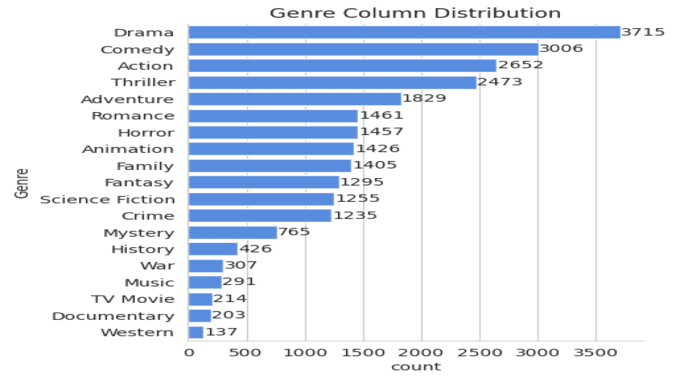 Genre Column Distribution
Drama 3715
Comedy 3006
Action 2652
Thriller 2473
Adventure 1829
Romance 1461
Horror 1457
Animation 1426
Family 1405
Fantasy 1295
Science Fiction 1255
Crime 1235
Mystery 765
History 426
War 307
Music 291
TV Movie 214
Documentary 203
Western 137
Genre
0 500 1000 1500 2000 2500 3000 3500
count